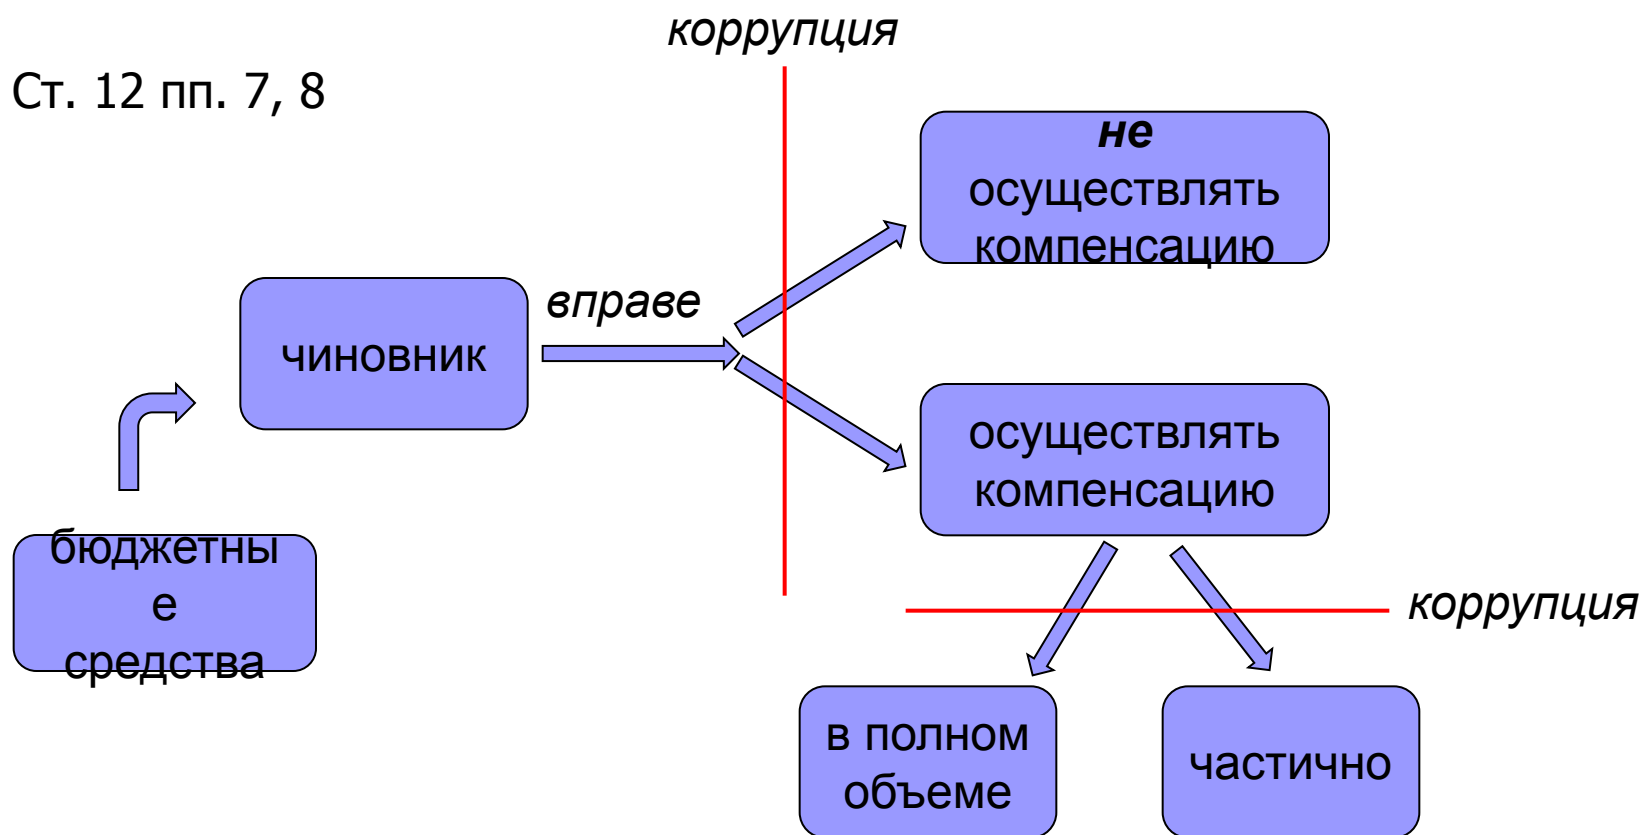 коррупция
Ст. 12 пп. 7, 8
не
осуществлять
компенсацию
вправе
чиновник
осуществлять
компенсацию
бюджетны
е
средства
коррупция
в полном
объеме
частично